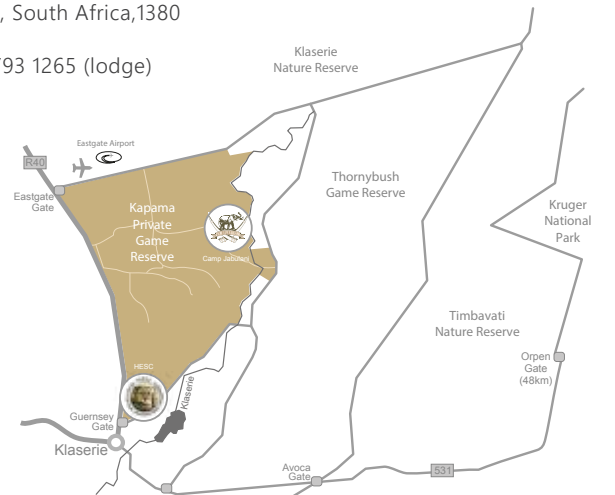 , South Africa,1380
793 1265 (lodge)
Klaserie
Nature Reserve
Eastgate Airport
R40
Eastgate
Gate
Kapama
Private
Game
Reserve
Camp Jabulani
Thornybush
Game Reserve
Kruger
National
Park
Timbavati
Nature Reserve
Orpen
Gate
(48km)
HESC
Klaserie
Guernsey
Gate
Klaserie
Avoca
Gate
531